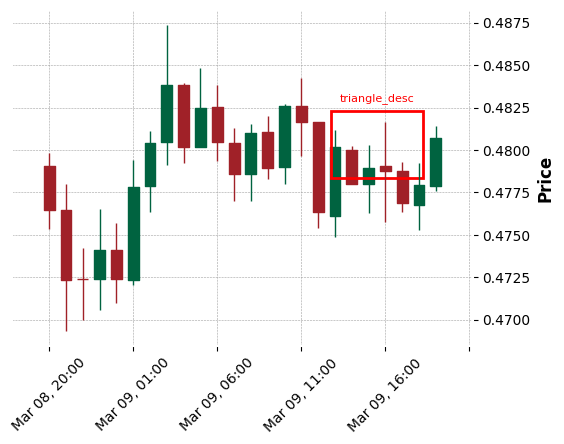 triangle_desc
0.4875
0.4850
0.4825
0.4800
0.4775
0.4750
0.4725
0.4700
Price
Mar 08, 20:00
Mar 09, 01:00
Mar 09, 06:00
Mar 09, 11:00
Mar 09, 16:00